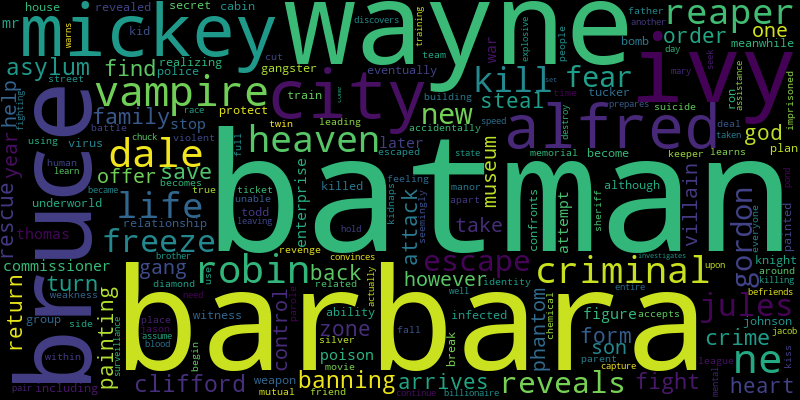 house revealed secret cabin
discovers
father
another
reaper
mr
mickey
wayne
ivy
warns
training
war
explosive
seek
bomb
people
order
one
meanwhile
kid
realizing
police
street
asylum
find
gangster
eventually
kill
fear
day
mary
help
vampire
city
team
cut
building
steal
tucker
ron
assistance
imprisoned
suicide
bruce
family
stop
train
protect
new
alfred
god
plan
fighting
battle
race
violent
twin
leading
accidentally
speed
set
time
prepares
destroy
using
virus
chuck
heaven
later
escaped
state
memorial
become
keeper
learns
deal
taken
year
human
learn
dale
offer
save
full
batman
museum
rescue
became
becomes
true
ticket
unable
leaving
killed
feeling
manor
apart
kidnaps
seemingly
although
villain
pond
painted
everyone
underworld
life
relationship
todd
enterprise
hold
attack
confronts
attempt
sheriff
gordon
thomas
freeze
witness
revenge
convinces
take
commissioner
brother
actually
escape
identity
investigates
upon
knight
around
killing
befriends
return
turn
weakness
gang
diamond
robin
back
however
criminal
related
well
entire
group
painting
surveillance
jason
use
need
control
parole
barbara
ability
infected
phantom
chemical
figure
accepts
jules
johnson
jacob
side
place
assume
blood
zone
silver
fall
break
form
son
parent
crime
ne
kiss
within
begin
poison
movie
capture
league
mental
pair
including
clifford
weapon
mutual
banning
friend
arrives
continue
reveals
billionaire
fight
heart